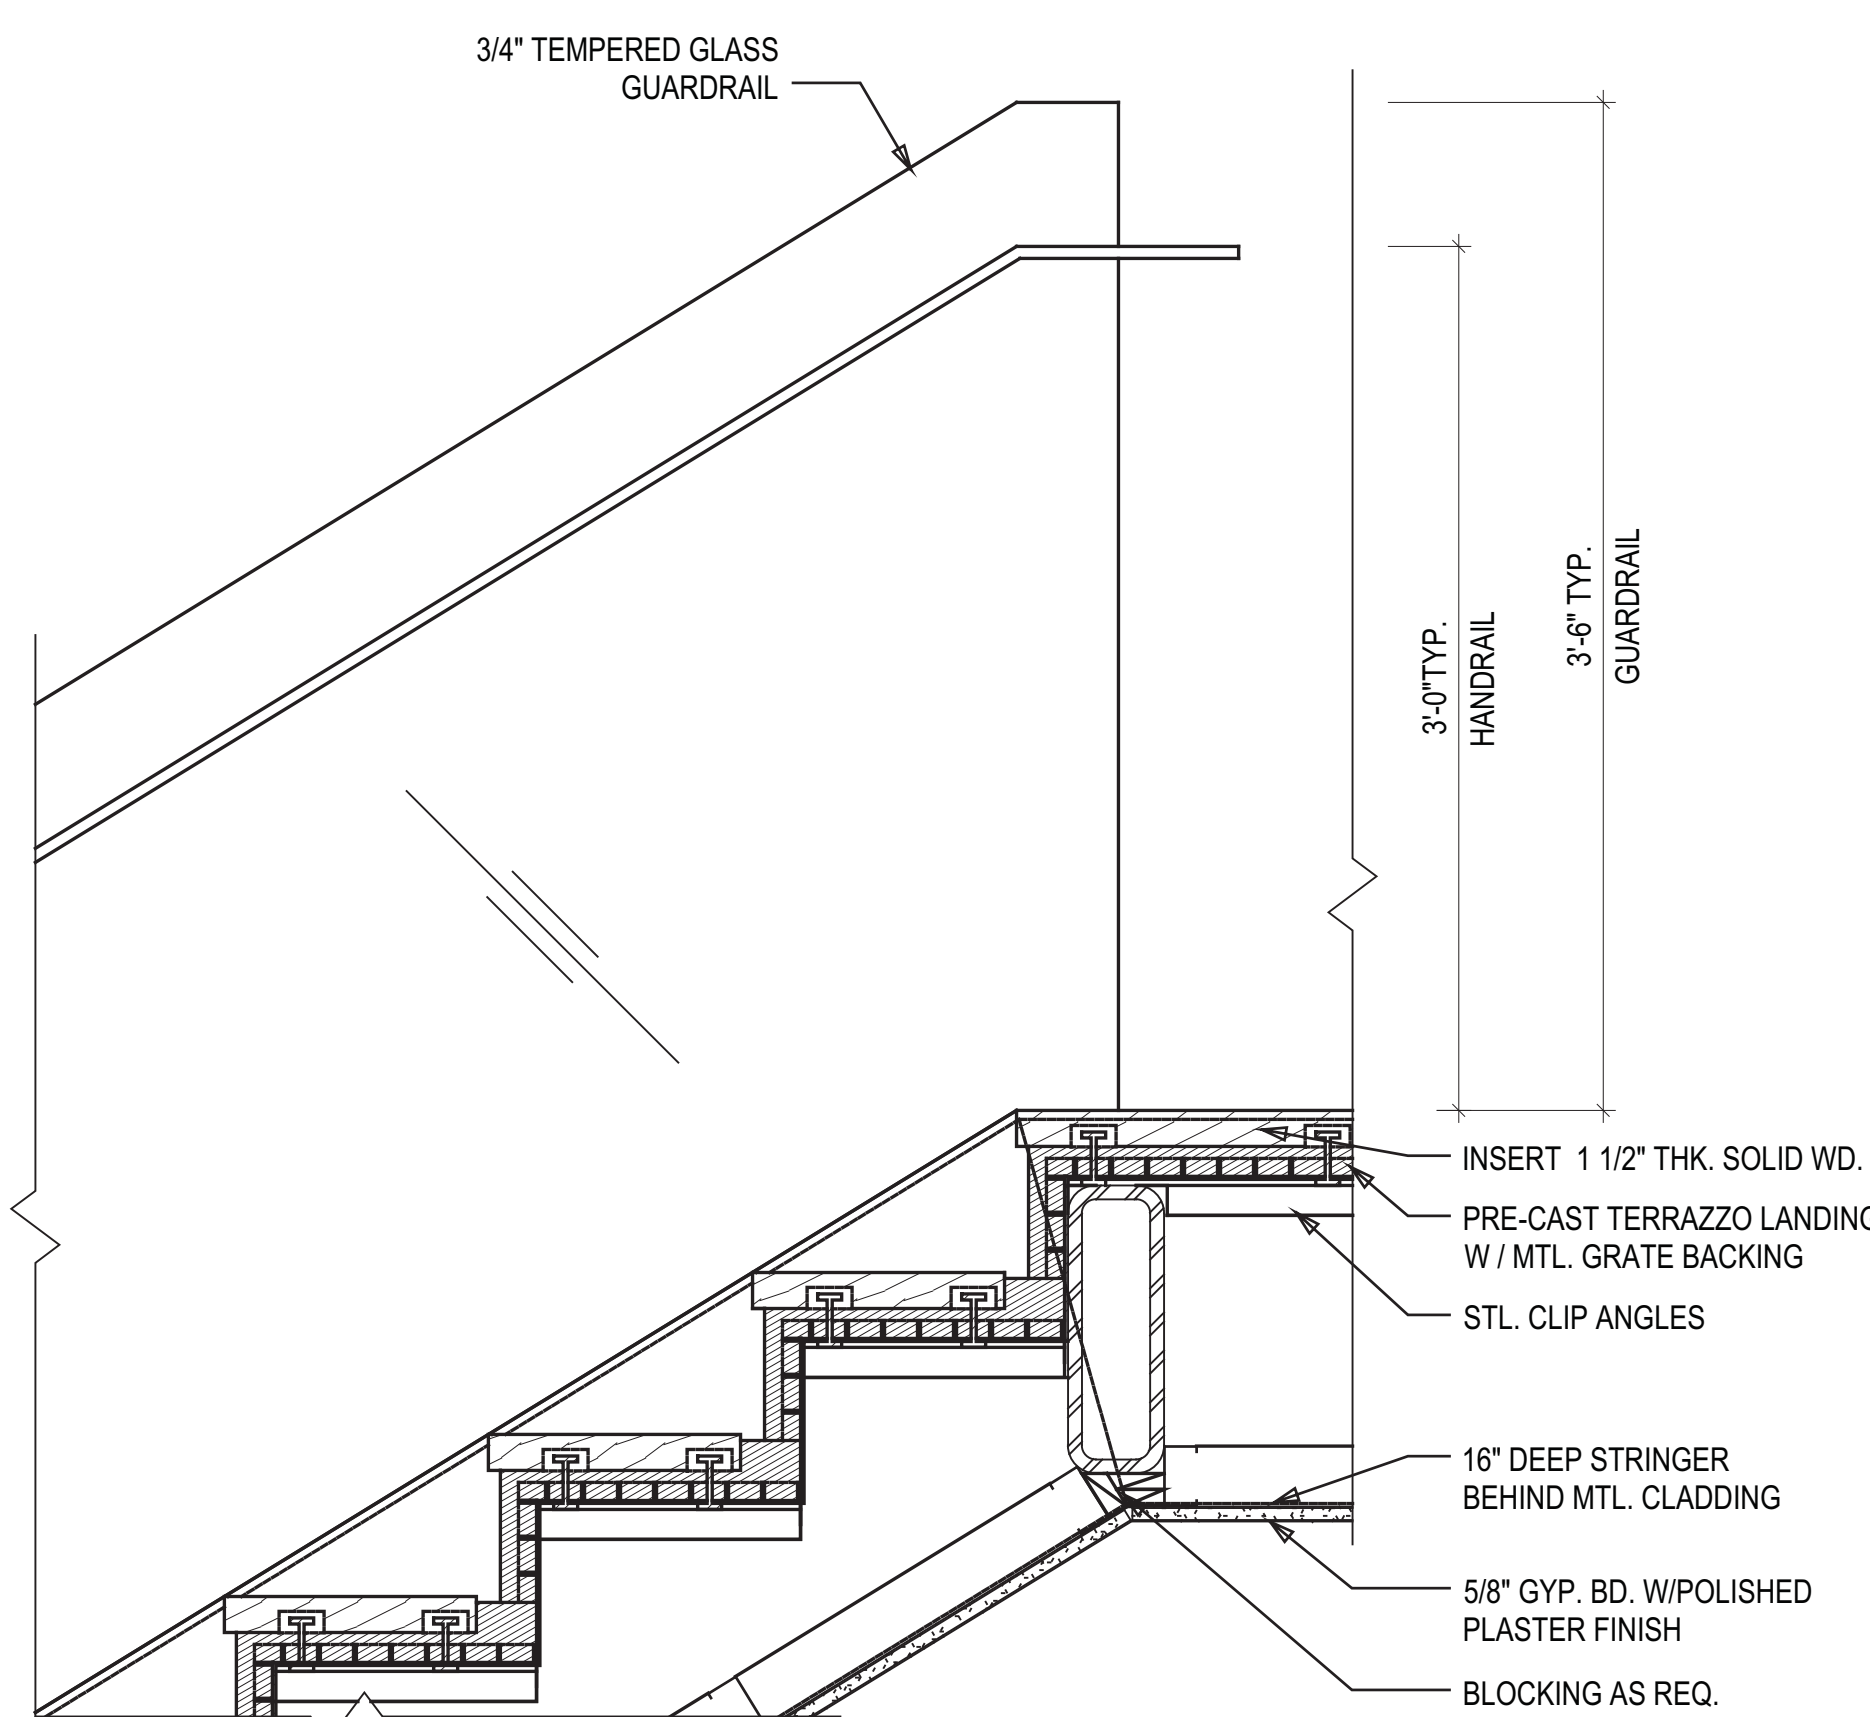 3/4" TEMPERED GLASS
GUARDRAIL
3'-0"TYP.
HANDRAIL
3'-6" TYP.
GUARDRAIL
INSERT 1 1/2" THK. SOLID WD.
PRE-CAST TERRAZZO LANDING
W / MTL. GRATE BACKING
STL. CLIP ANGLES
16" DEEP STRINGER
BEHIND MTL. CLADDING
5/8" GYP. BD. W/POLISHED
PLASTER FINISH
BLOCKING AS REQ.